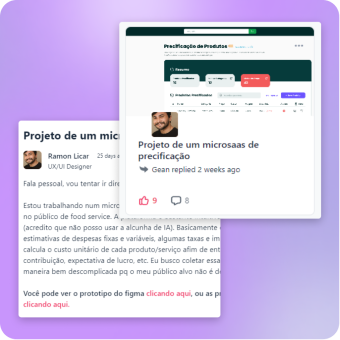 Precificação de Produtos
Resumo
Produtos Precificados
Projeto de um microsaas de
precificação
Gean replied 2 weeks ago
9
8
Projeto de um micr
Ramon Licar
25 days a
UX/UI Designer
Fala pessoal, vou tentar ir dire
Estou trabalhando num micro
no público de food service. A
(acredito que não posso usar a alcunha de IA). Basicamente
estimativas de despesas fixas e variáveis, algumas taxas e im
calcula o custo unitário de cada produto/serviço afim de ent
contribuição, expectativa de lucro, etc. Eu busco coletar essa
maneira bem descomplicada pq o meu público alvo não é d
Você pode ver o prototipo do figma clicando aqui, ou as p
clicando aqui.